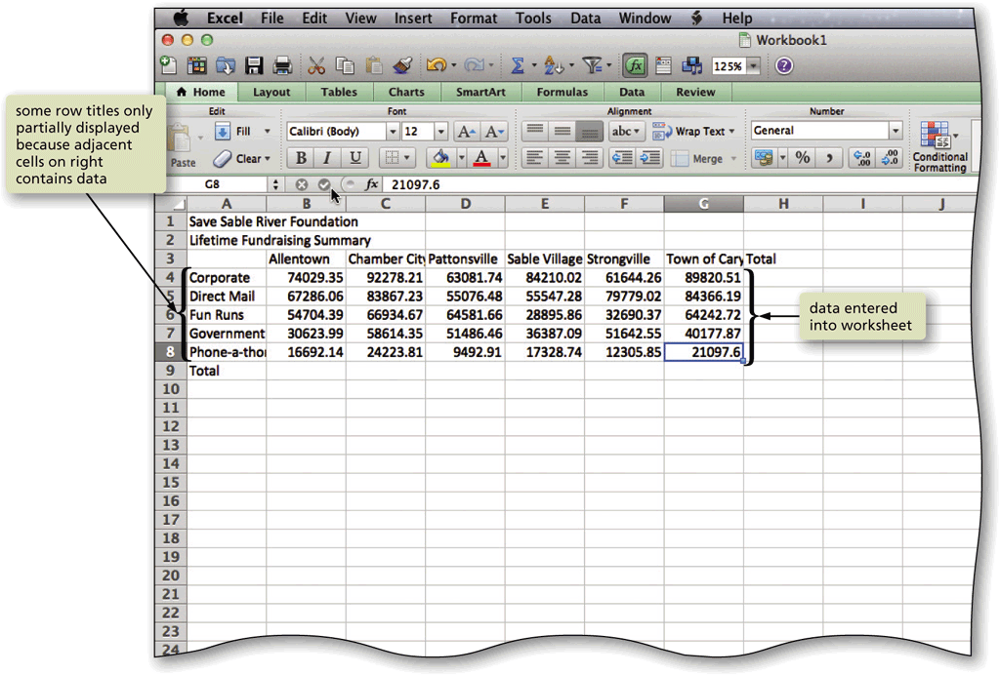 Excel File Edit View Insert Format Tools Data Window Help
Workbook1
125%
Home Layout Tables Charts SmartArt Formulas Data Review
Edit Font Alignment Number
some row titles only
partially displayed
because adjacent
cells on right
contains data
Paste Fill Clear
Calibri (Body) 12 A A abc Wrap Text General
B I U A Merge % , .0 .00 .00 .0
Conditional
Formatting
G8 fx 21097.6
A B C D E F G H I J
1 Save Sable River Foundation
2 Lifetime Fundraising Summary
3 Allentown Chamber City Pattonsville Sable Village Strongville Town of Cary Total
4 Corporate 74029.35 92278.21 63081.74 84210.02 61644.26 89820.51
5 Direct Mail 67286.06 83867.23 55076.48 55547.28 79779.02 84366.19
6 Fun Runs 54704.39 66934.67 64581.66 28895.86 32690.37 64242.72
7 Government 30623.99 58614.35 51486.46 36387.09 51642.55 40177.87
8 Phone-a-thon 16692.14 24223.81 9492.91 17328.74 12305.85 21097.6
9 Total
data entered
into worksheet
10
11
12
13
14
15
16
17
18
19
20
21
22
23
24